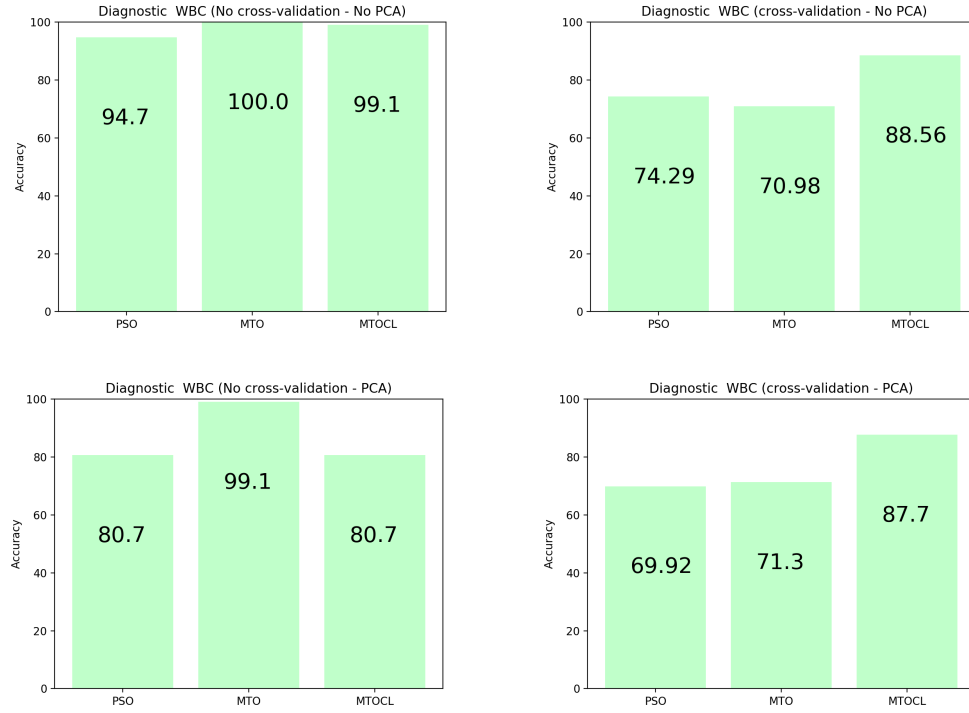 Diagnostic  WBC (No cross-validation - No PCA)
100
80
60
40
20
0
Accuracy
94.7
100.0
99.1
PSO
MTO
MTOCL
Diagnostic  WBC (cross-validation - No PCA)
100
80
60
40
20
0
Accuracy
74.29
70.98
88.56
PSO
MTO
MTOCL
Diagnostic  WBC (No cross-validation - PCA)
100
80
60
40
20
0
Accuracy
80.7
99.1
80.7
PSO
MTO
MTOCL
Diagnostic  WBC (cross-validation - PCA)
100
80
60
40
20
0
Accuracy
69.92
71.3
87.7
PSO
MTO
MTOCL